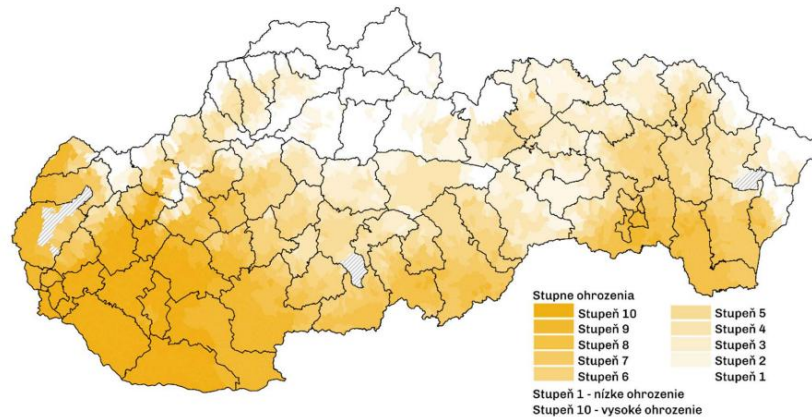 Stupne ohrozenia
Stupeň 10
Stupeň 9
Stupeň 8
Stupeň 7
Stupeň 6
Stupeň 5
Stupeň 4
Stupeň 3
Stupeň 2
Stupeň 1
Stupeň 1 - nízke ohrozenie
Stupeň 10 - vysoké ohrozenie